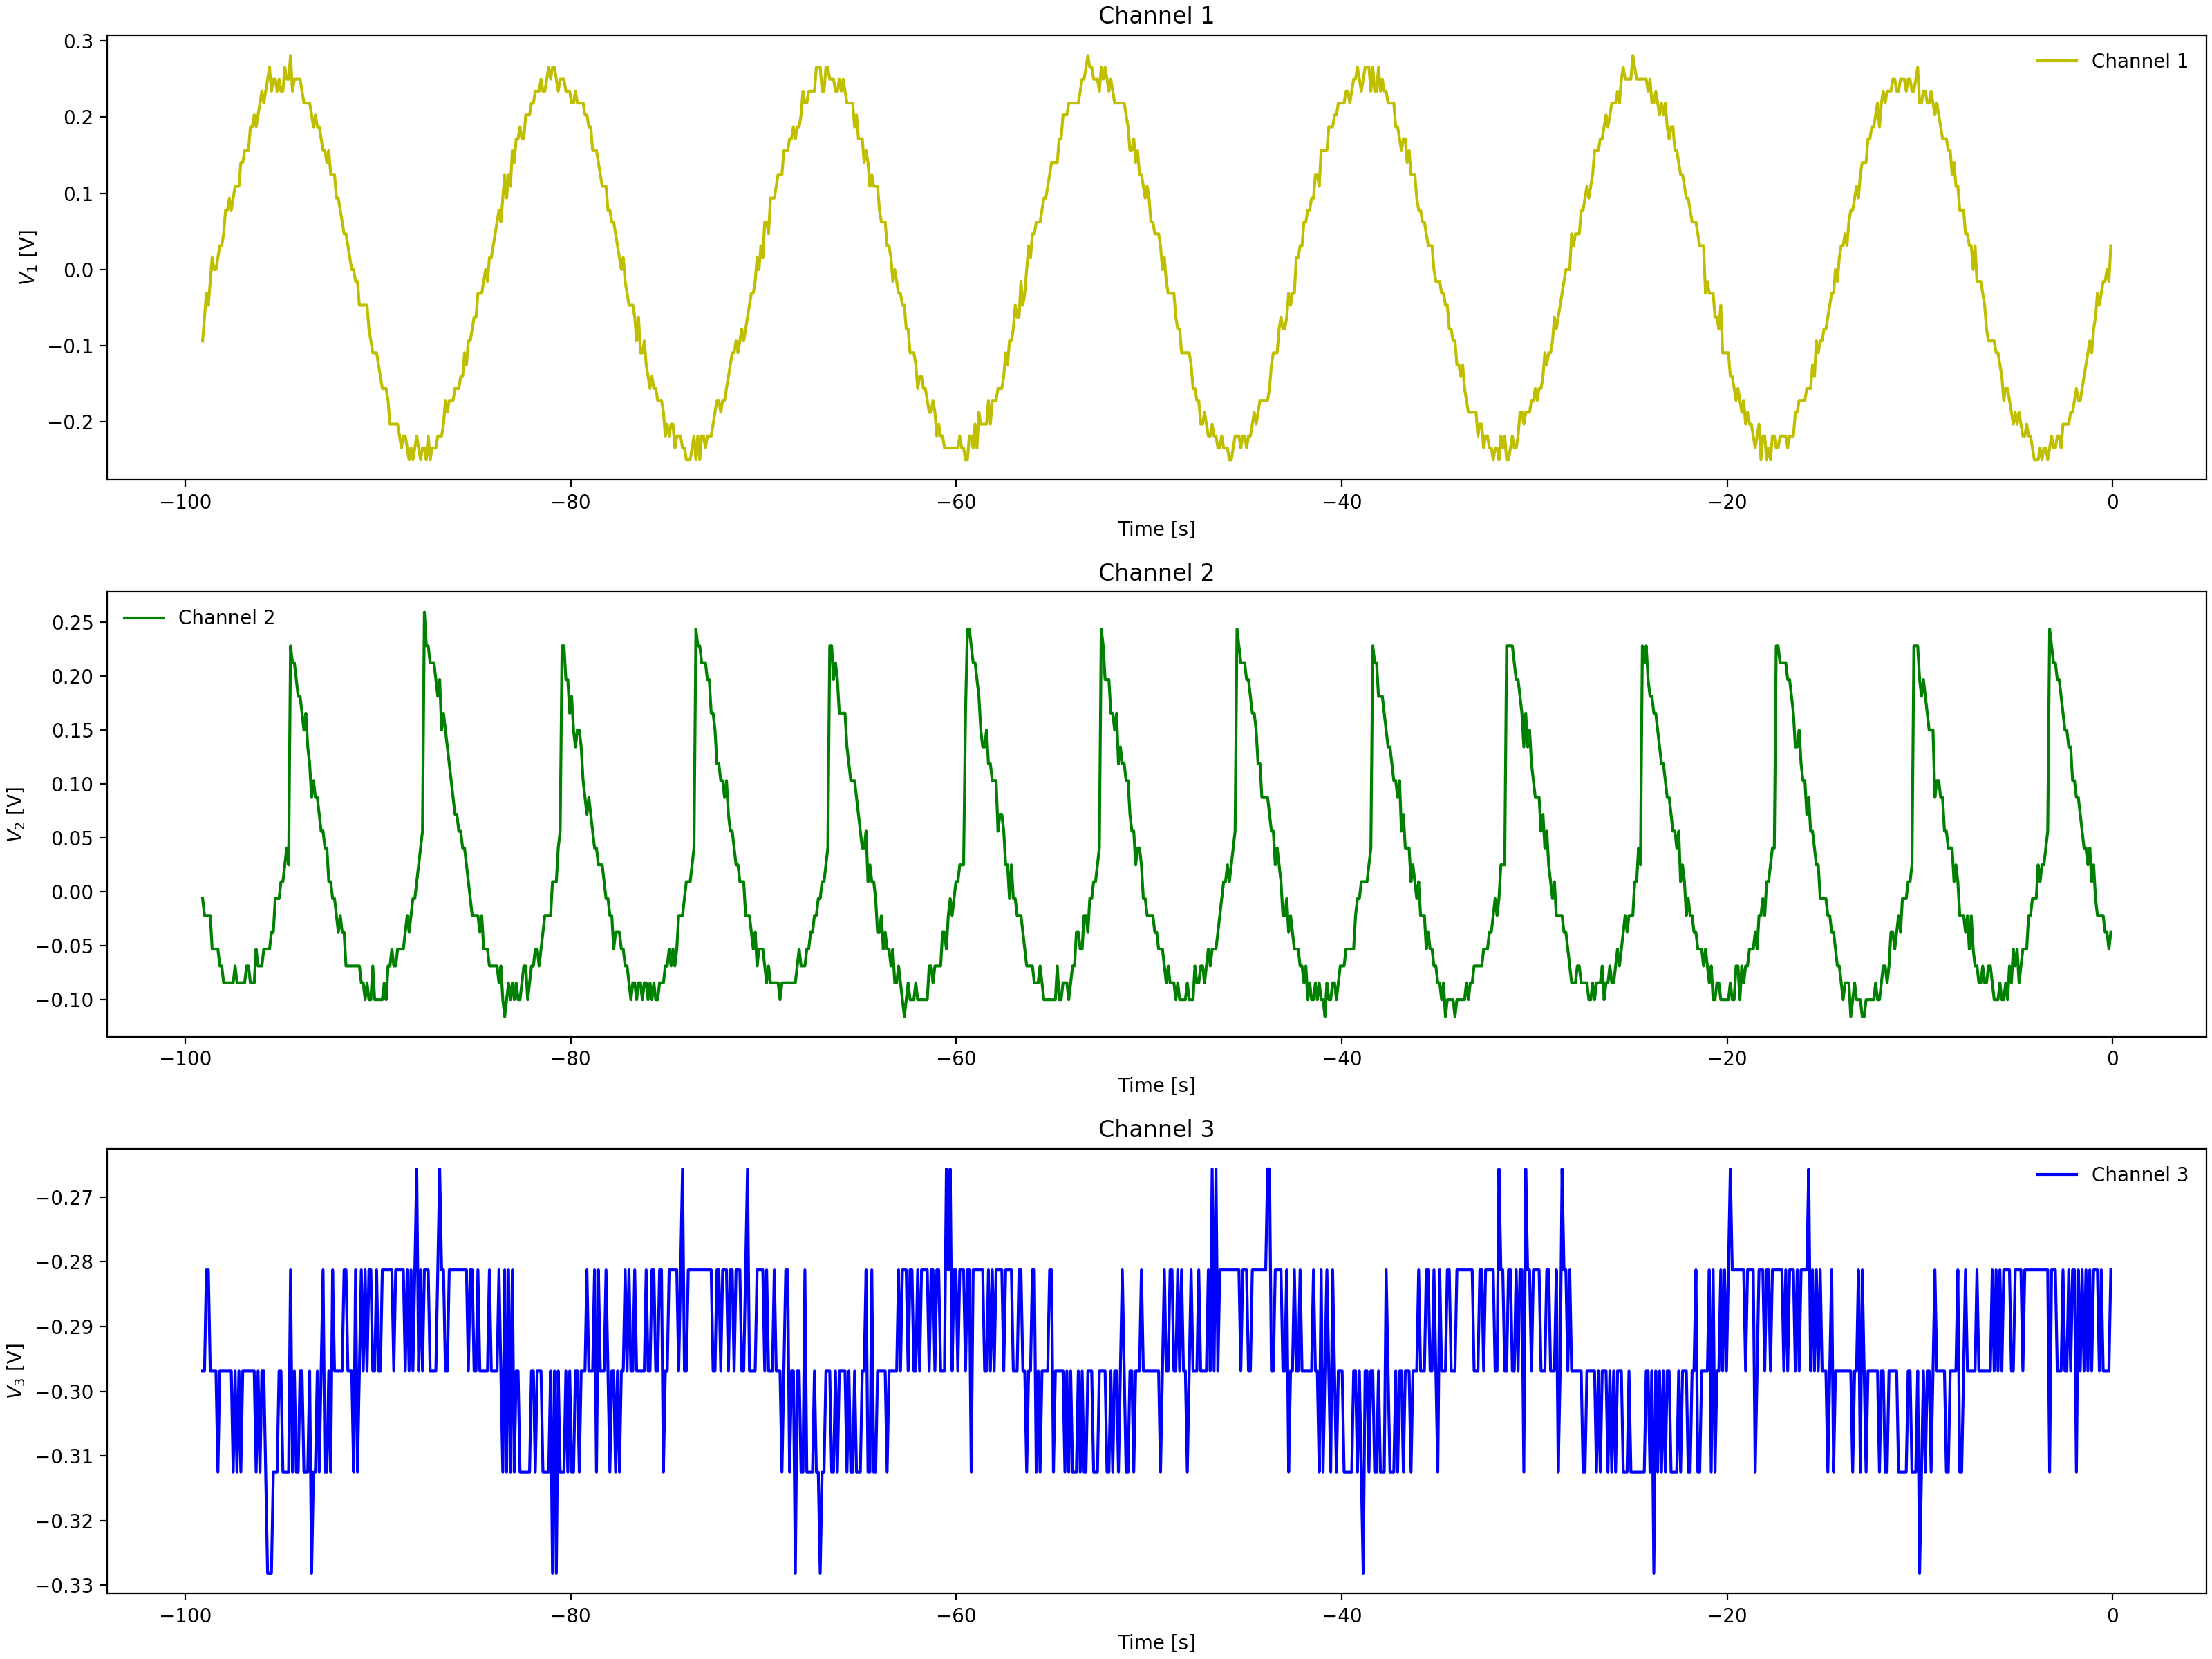 Channel 1
0.3
0.2
0.1
0.0
−0.1
−0.2
V₁ [V]
Channel 1
−100 −80 −60 −40 −20 0
Time [s]
Channel 2
0.25
0.20
0.15
0.10
0.05
0.00
−0.05
−0.10
V₂ [V]
Channel 2
−100 −80 −60 −40 −20 0
Time [s]
Channel 3
−0.27
−0.28
−0.29
−0.30
−0.31
−0.32
−0.33
V₃ [V]
Channel 3
−100 −80 −60 −40 −20 0
Time [s]